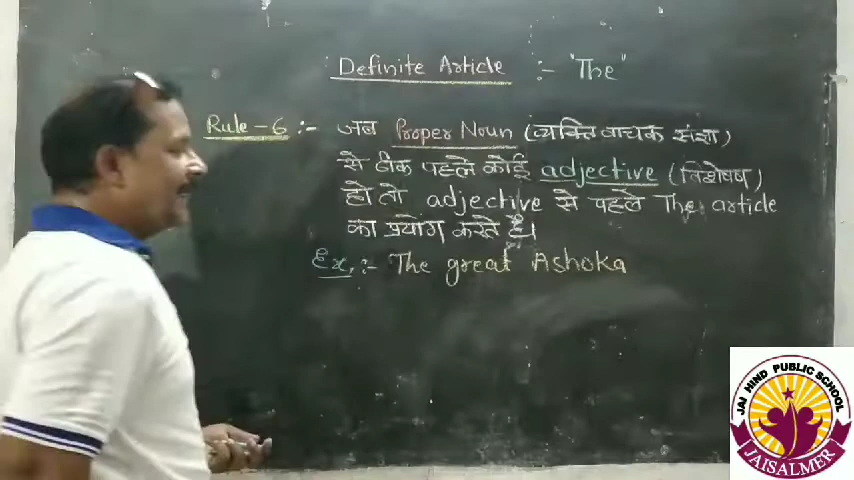 Definite Article :- "The"
Rule-6 :- जब Proper Noun (व्यक्ति वाचक संज्ञा)
से ठीक पहले कोई adjective (विशेषण)
हो तो adjective से पहले The article
का प्रयोग करते है।
Ex. :- The great Ashoka
JAI HIND PUBLIC SCHOOL
JAISALMER